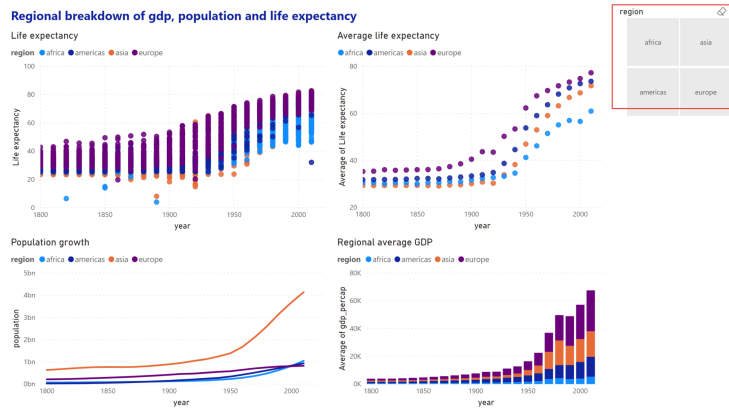 Regional breakdown of gdp, population and life expectancy
region
africa asia
americas europe
Life expectancy
region africa americas asia europe
100
80
60
40
20
0
Life expectancy
1800 1850 1900 1950 2000
year
Average life expectancy
region africa americas asia europe
80
60
40
20
Average of Life expectancy
1800 1850 1900 1950 2000
year
Population growth
region africa americas asia europe
5bn
4bn
3bn
2bn
1bn
0bn
population
1800 1850 1900 1950 2000
year
Regional average GDP
region africa americas asia europe
80K
60K
40K
20K
0K
Average of gdp_percap
1800 1850 1900 1950 2000
year